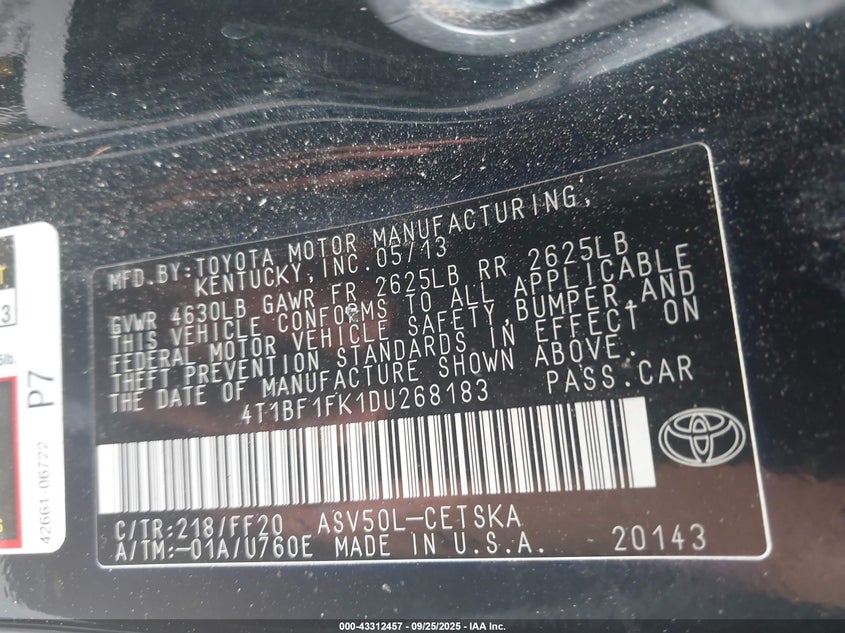 MFD.BY:TOYOTA MOTOR MANUFACTURING,
KENTUCKY,INC. 05/13
GVWR 4630LB GAWR FR 2625LB RR 2625LB
THIS VEHICLE CONFORMS TO ALL APPLICABLE
FEDERAL MOTOR VEHICLE SAFETY,BUMPER,AND
THEFT PREVENTION STANDARDS IN EFFECT ON
THE DATE OF MANUFACTURE SHOWN ABOVE.
4T1BF1FK1DU268183 PASS.CAR
C/TR:218/FF20 ASV50L-CETSKA
A/TM:-01A/U760E MADE IN U.S.A. 20143
3
P7
42661-06722
000-43312457 | 09/25/2025 | IAA Inc.